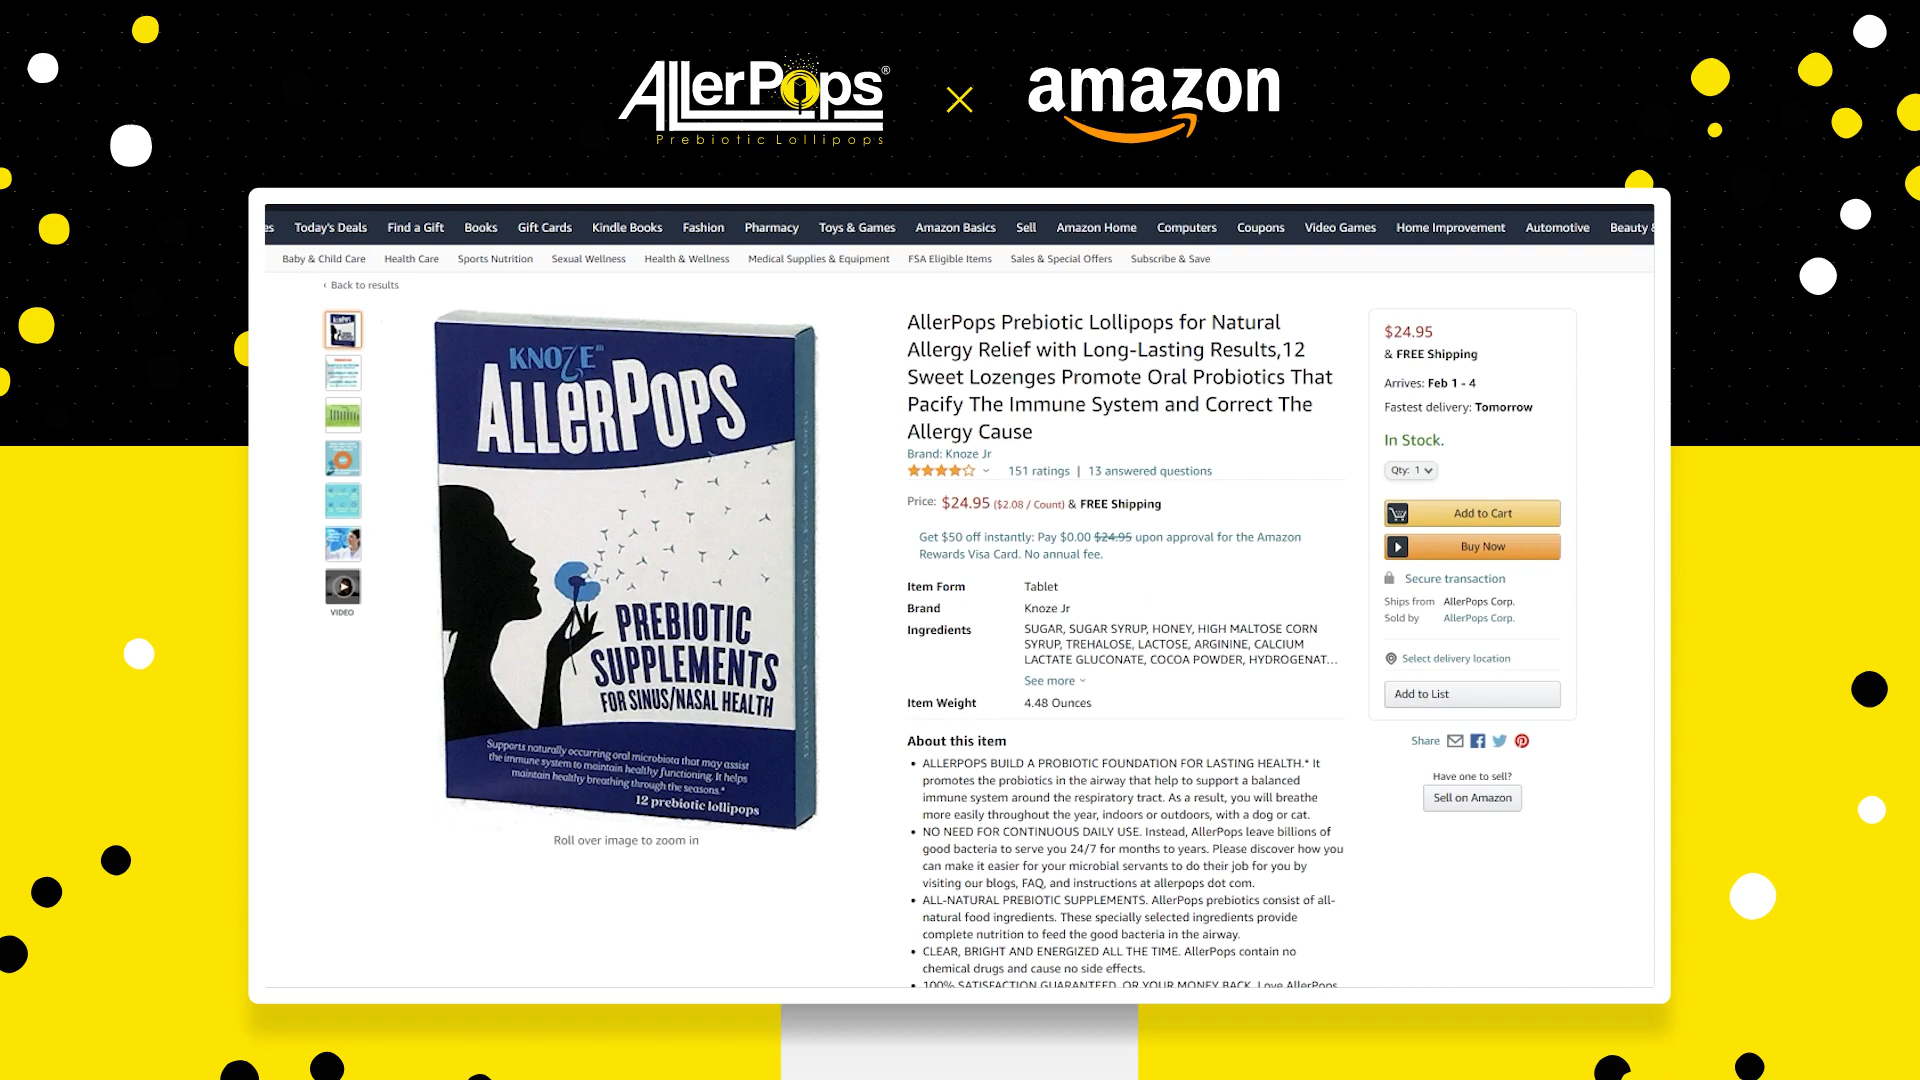 AllerPops®
Prebiotic Lollipops
amazon
es Today's Deals Find a Gift Books Gift Cards Kindle Books Fashion Pharmacy Toys & Games Amazon Basics Sell Amazon Home Computers Coupons Video Games Home Improvement Automotive Beauty &
Baby & Child Care Health Care Sports Nutrition Sexual Wellness Health & Wellness Medical Supplies & Equipment FSA Eligible Items Sales & Special Offers Subscribe & Save
‹ Back to results
VIDEO
KNOZE
ALLERPOPS
PREBIOTIC
SUPPLEMENTS
FOR SINUS/NASAL HEALTH
Supports naturally occurring oral microbiota that may assist
the immune system to maintain healthy functioning. It helps
maintain healthy breathing through the seasons.*
12 prebiotic lollipops
Distributed exclusively by: Knoze Jr Corp.
Roll over image to zoom in
AllerPops Prebiotic Lollipops for Natural
Allergy Relief with Long-Lasting Results,12
Sweet Lozenges Promote Oral Probiotics That
Pacify The Immune System and Correct The
Allergy Cause
Brand: Knoze Jr
151 ratings | 13 answered questions
Price: $24.95 ($2.08 / Count) & FREE Shipping
Get $50 off instantly: Pay $0.00 $24.95 upon approval for the Amazon
Rewards Visa Card. No annual fee.
Item Form Tablet
Brand Knoze Jr
Ingredients SUGAR, SUGAR SYRUP, HONEY, HIGH MALTOSE CORN
SYRUP, TREHALOSE, LACTOSE, ARGININE, CALCIUM
LACTATE GLUCONATE, COCOA POWDER, HYDROGENAT...
See more
Item Weight 4.48 Ounces
About this item
• ALLERPOPS BUILD A PROBIOTIC FOUNDATION FOR LASTING HEALTH.* It
promotes the probiotics in the airway that help to support a balanced
immune system around the respiratory tract. As a result, you will breathe
more easily throughout the year, indoors or outdoors, with a dog or cat.
• NO NEED FOR CONTINUOUS DAILY USE. Instead, AllerPops leave billions of
good bacteria to serve you 24/7 for months to years. Please discover how you
can make it easier for your microbial servants to do their job for you by
visiting our blogs, FAQ, and instructions at allerpops dot com.
• ALL-NATURAL PREBIOTIC SUPPLEMENTS. AllerPops prebiotics consist of all-
natural food ingredients. These specially selected ingredients provide
complete nutrition to feed the good bacteria in the airway.
• CLEAR, BRIGHT AND ENERGIZED ALL THE TIME. AllerPops contain no
chemical drugs and cause no side effects.
• 100% SATISFACTION GUARANTEED, OR YOUR MONEY BACK. Love AllerPops
$24.95
& FREE Shipping
Arrives: Feb 1 - 4
Fastest delivery: Tomorrow
In Stock.
Qty: 1
Add to Cart
Buy Now
Secure transaction
Ships from AllerPops Corp.
Sold by AllerPops Corp.
Select delivery location
Add to List
Share
Have one to sell?
Sell on Amazon